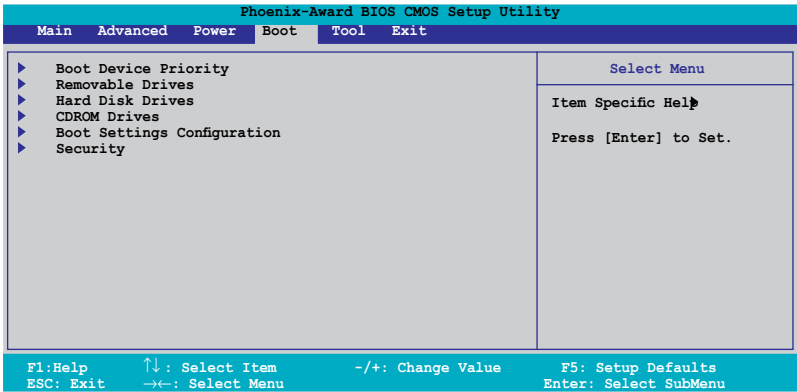 Phoenix-Award BIOS CMOS Setup Utility
Main Advanced Power Boot Tool Exit
Boot Device Priority
Removable Drives
Hard Disk Drives
CDROM Drives
Boot Settings Configuration
Security
Select Menu
Item Specific Help
Press [Enter] to Set.
F1:Help ↑↓ : Select Item -/+: Change Value F5: Setup Defaults
ESC: Exit →←: Select Menu Enter: Select SubMenu